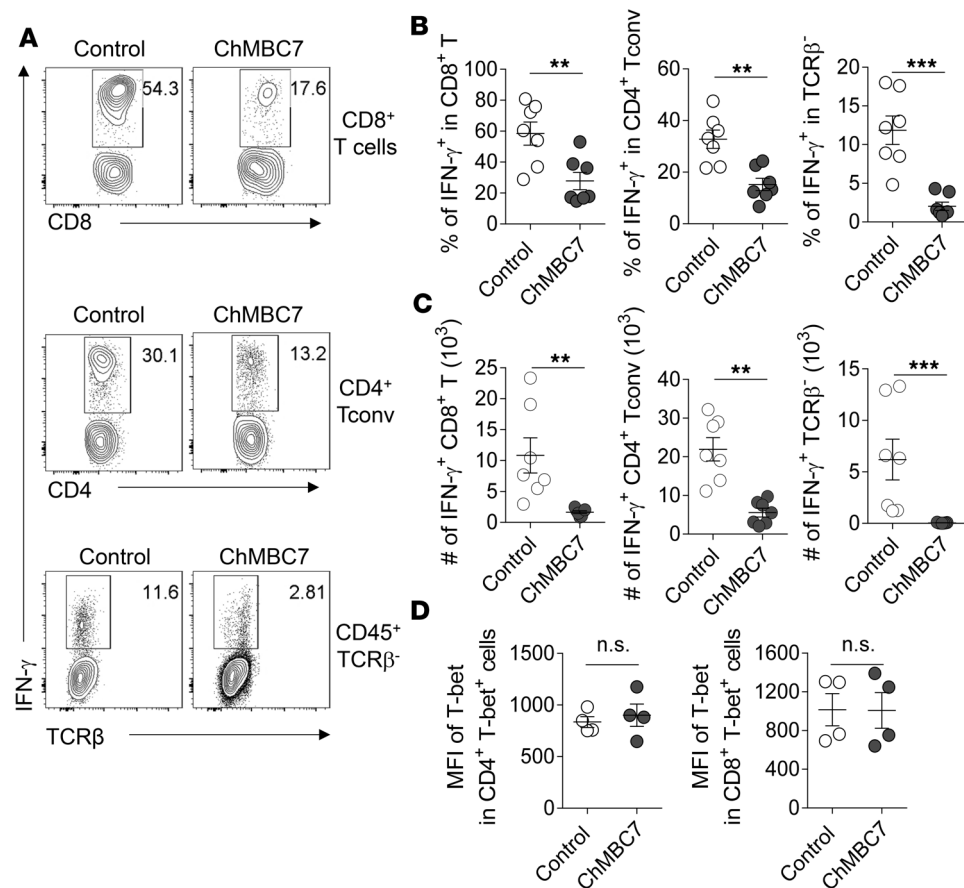 A
Control
ChMBC7
54.3
17.6
CD8⁺
T cells
CD8
Control
ChMBC7
30.1
13.2
CD4⁺
Tconv
CD4
Control
ChMBC7
11.6
2.81
CD45⁺
TCRβ⁻
IFN-γ
TCRβ
B
% of IFN-γ⁺ in CD8⁺ T
100
80
60
40
20
0
**
Control
ChMBC7
% of IFN-γ⁺ in CD4⁺ Tconv
60
40
20
0
**
Control
ChMBC7
% of IFN-γ⁺ in TCRβ⁻
20
15
10
5
0
***
Control
ChMBC7
C
# of IFN-γ⁺ CD8⁺ T (10³)
25
20
15
10
5
0
**
Control
ChMBC7
# of IFN-γ⁺ CD4⁺ Tconv (10³)
40
30
20
10
0
**
Control
ChMBC7
# of IFN-γ⁺ TCRβ⁻ (10³)
15
10
5
0
***
Control
ChMBC7
D
MFI of T-bet
in CD4⁺ T-bet⁺ cells
1500
1000
500
0
n.s.
Control
ChMBC7
MFI of T-bet
in CD8⁺ T-bet⁺ cells
1600
1200
800
400
0
n.s.
Control
ChMBC7